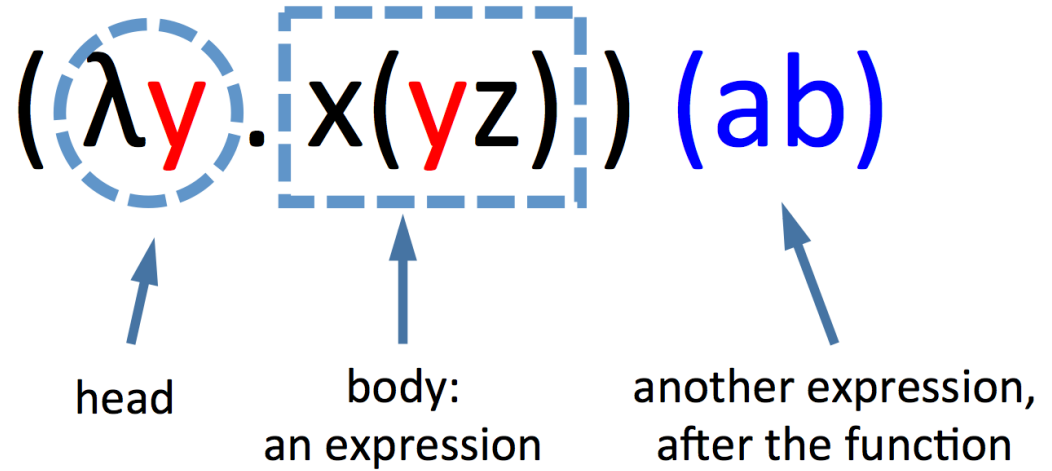 ( λy. x(yz) ) (ab)
head
body:
an expression
another expression,
after the function